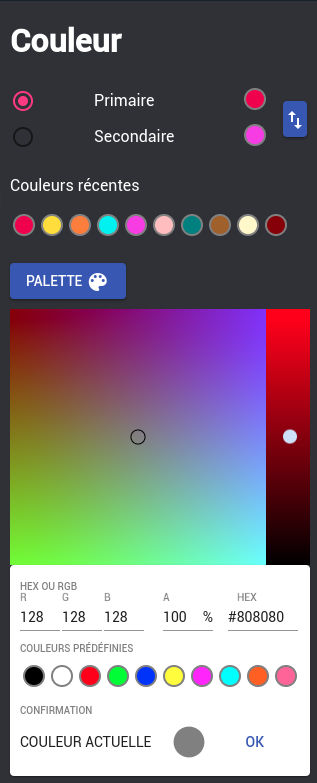 Couleur
Primaire
Secondaire
Couleurs récentes
PALETTE
HEX OU RGB
R G B A HEX
128 128 128 100 % #808080
COULEURS PRÉDÉFINIES
CONFIRMATION
COULEUR ACTUELLE OK